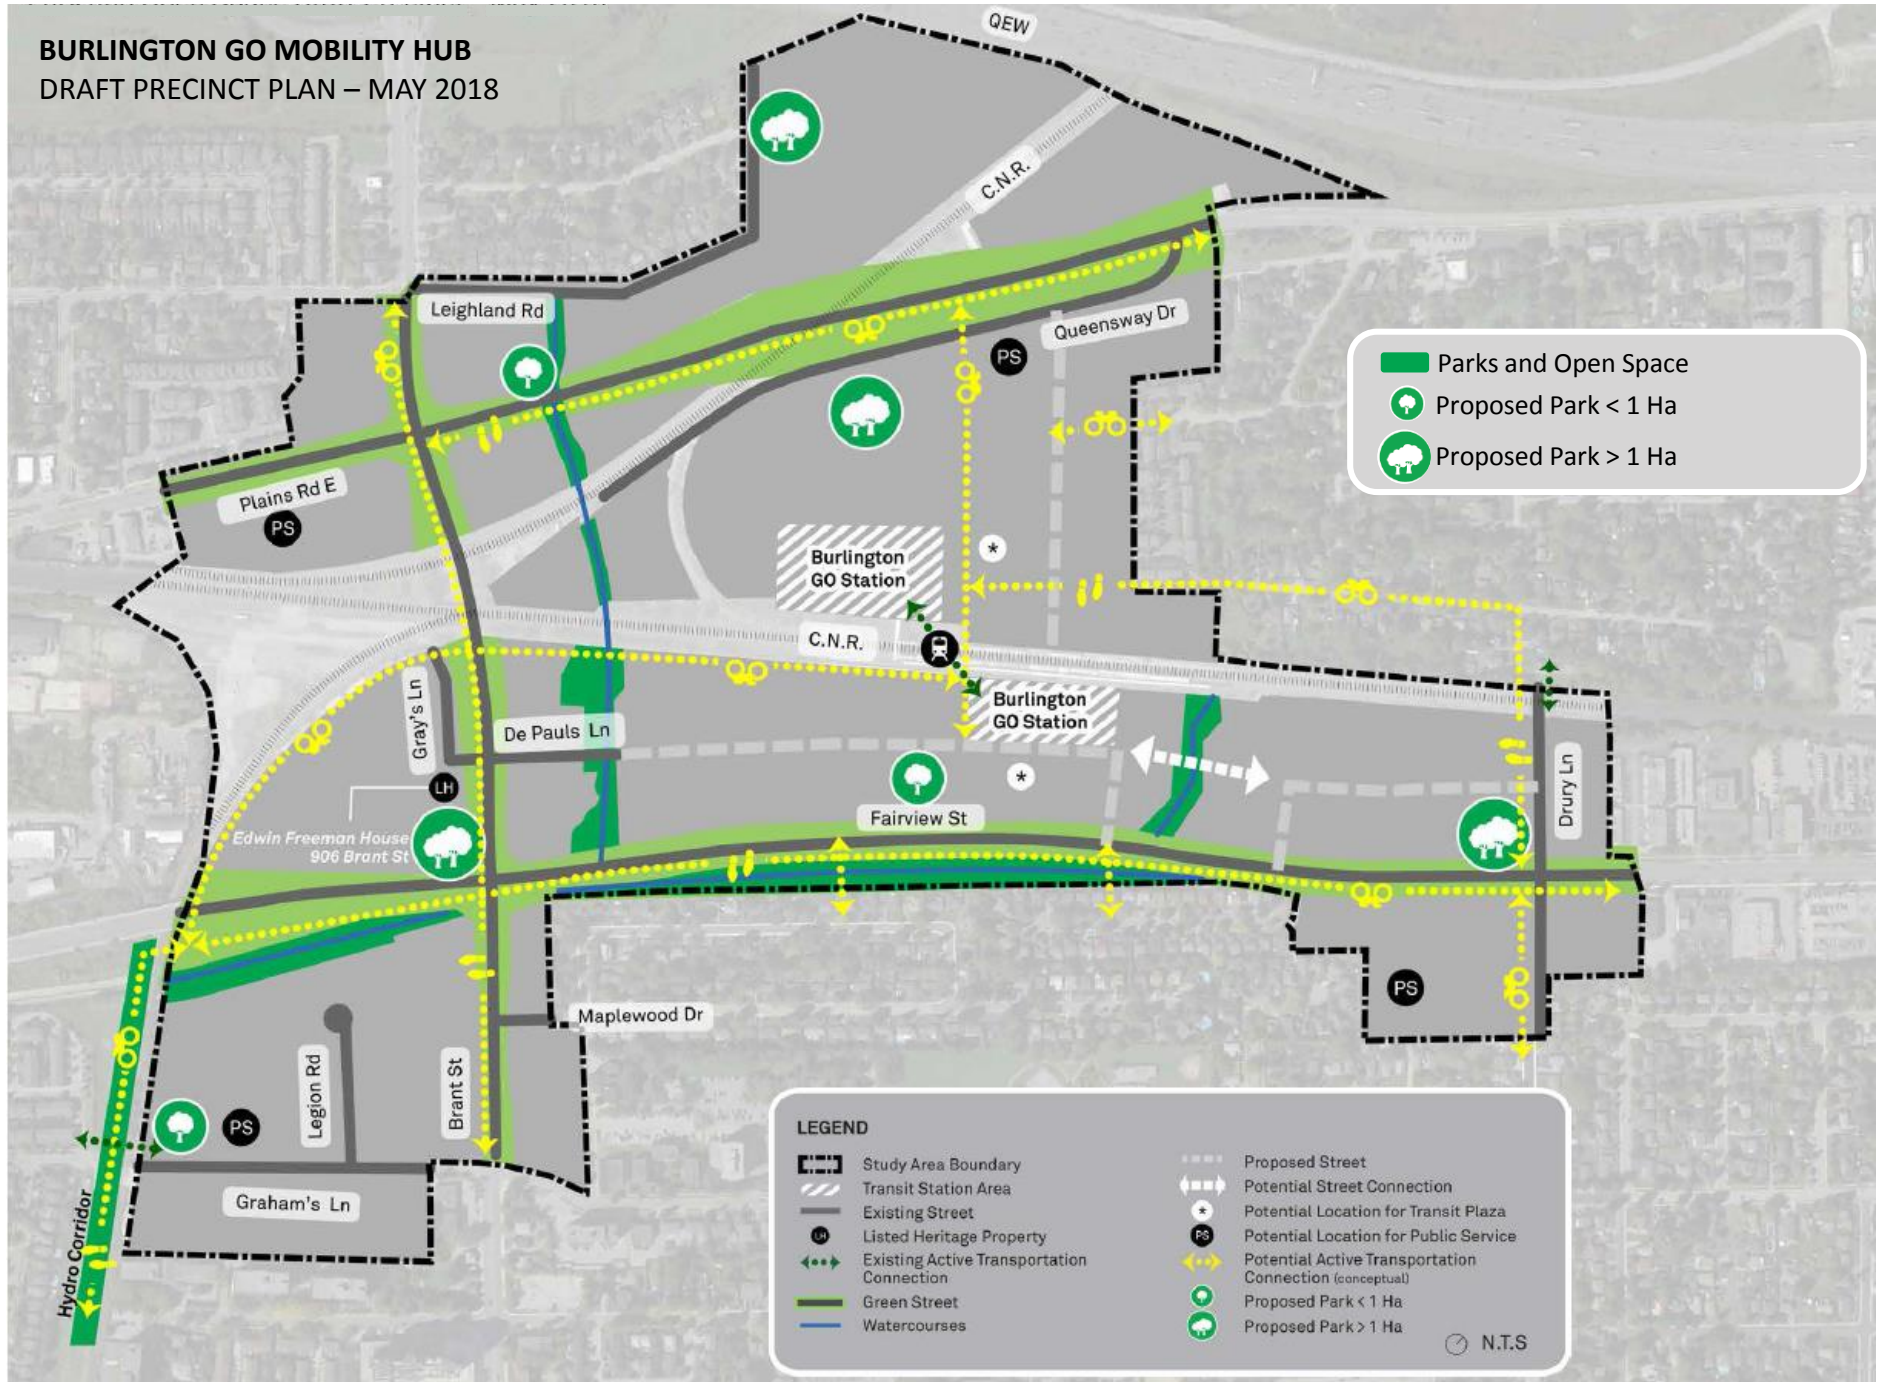 BURLINGTON GO MOBILITY HUB
DRAFT PRECINCT PLAN – MAY 2018
QEW
C.N.R.
Leighland Rd
Queensway Dr
PS
Parks and Open Space
Proposed Park < 1 Ha
Proposed Park > 1 Ha
Plains Rd E
PS
Burlington
GO Station
*
C.N.R.
Burlington
GO Station
*
Gray's Ln
De Pauls Ln
LH
Edwin Freeman House
906 Brant St
Fairview St
Drury Ln
PS
Maplewood Dr
Legion Rd
Brant St
PS
Graham's Ln
Hydro Corridor
LEGEND
Study Area Boundary
Transit Station Area
Existing Street
LH
Listed Heritage Property
Existing Active Transportation
Connection
Green Street
Watercourses
Proposed Street
Potential Street Connection
*
Potential Location for Transit Plaza
PS
Potential Location for Public Service
Potential Active Transportation
Connection (conceptual)
Proposed Park < 1 Ha
Proposed Park > 1 Ha
N.T.S